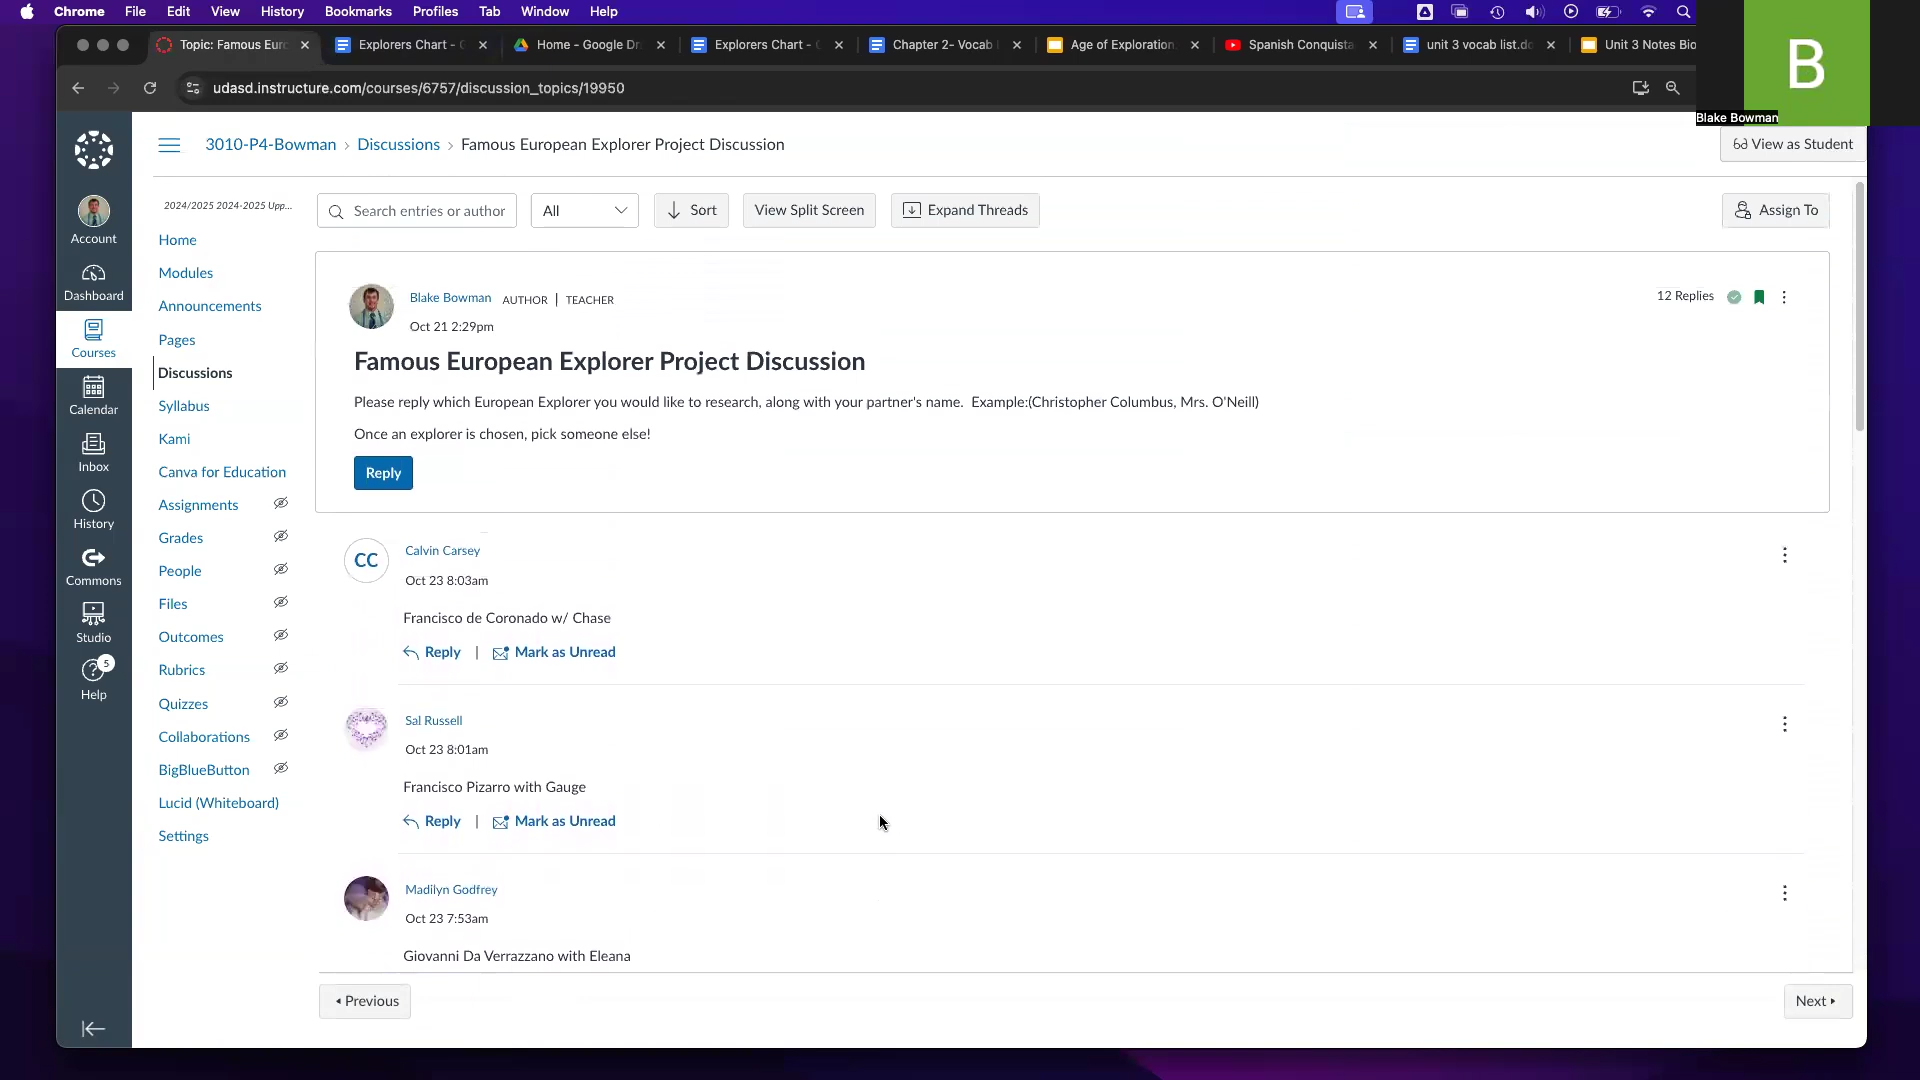 Chrome File Edit View History Bookmarks Profiles Tab Window Help
Topic: Famous Eur
Explorers Chart -
Home - Google Dr
Explorers Chart -
Chapter 2- Vocab
Age of Exploration
Spanish Conquista
unit 3 vocab list.do
Unit 3 Notes Bio
B
Blake Bowman
udasd.instructure.com/courses/6757/discussion_topics/19950
3010-P4-Bowman › Discussions › Famous European Explorer Project Discussion
View as Student
Account
Dashboard
Courses
Calendar
Inbox
History
Commons
Studio
5
Help
2024/2025 2024-2025 Upp...
Home
Modules
Announcements
Pages
Discussions
Syllabus
Kami
Canva for Education
Assignments
Grades
People
Files
Outcomes
Rubrics
Quizzes
Collaborations
BigBlueButton
Lucid (Whiteboard)
Settings
Search entries or author
All
Sort
View Split Screen
Expand Threads
Assign To
Blake Bowman AUTHOR | TEACHER
12 Replies
Oct 21 2:29pm
Famous European Explorer Project Discussion
Please reply which European Explorer you would like to research, along with your partner's name. Example:(Christopher Columbus, Mrs. O'Neill)
Once an explorer is chosen, pick someone else!
Reply
CC
Calvin Carsey
Oct 23 8:03am
Francisco de Coronado w/ Chase
Reply | Mark as Unread
Sal Russell
Oct 23 8:01am
Francisco Pizarro with Gauge
Reply | Mark as Unread
Madilyn Godfrey
Oct 23 7:53am
Giovanni Da Verrazzano with Eleana
Previous
Next